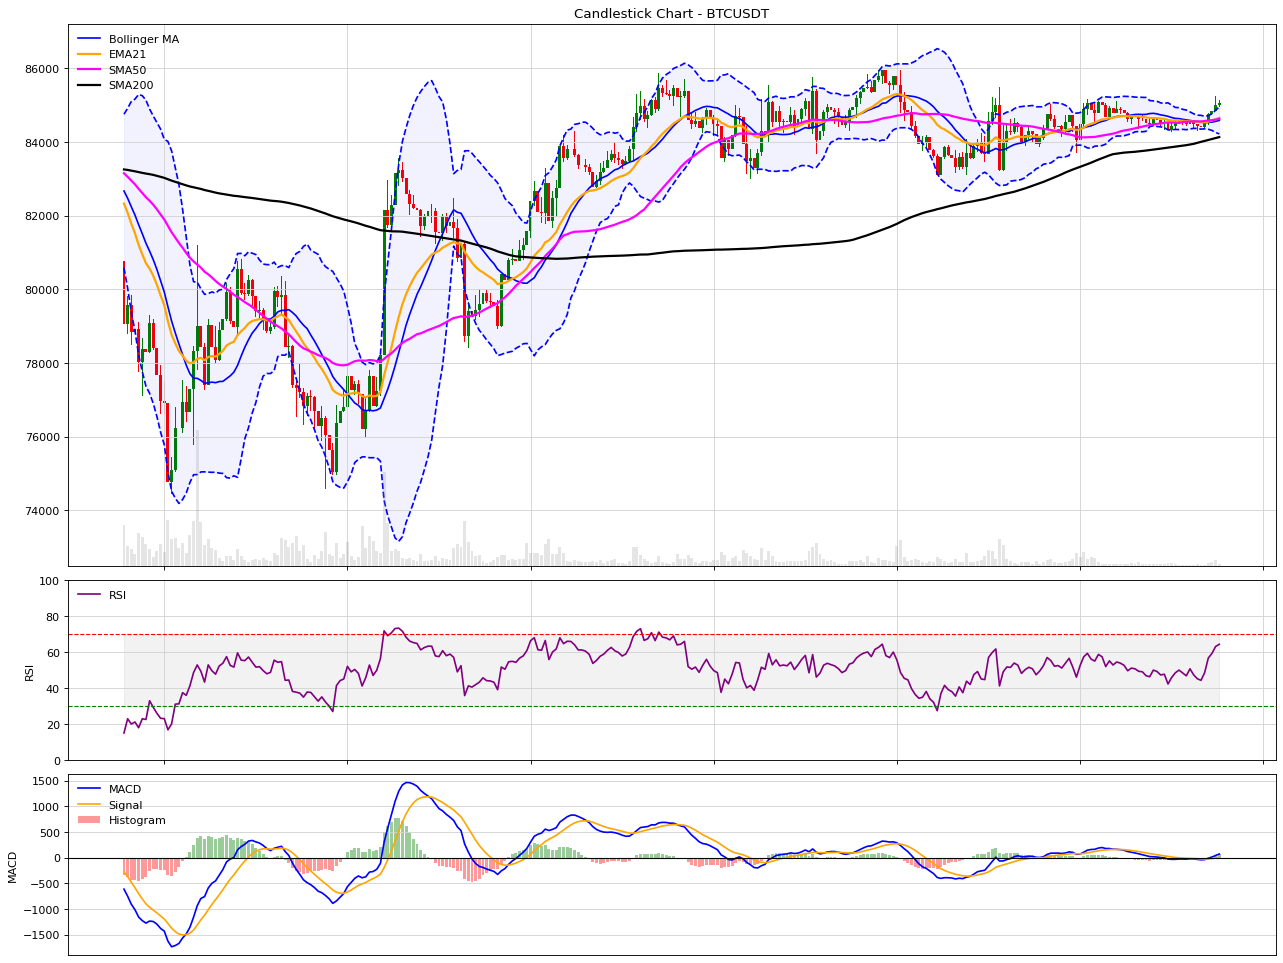 Candlestick Chart - BTCUSDT
Bollinger MA
EMA21
SMA50
SMA200
86000
84000
82000
80000
78000
76000
74000
RSI
100
80
60
40
20
0
RSI
MACD
Signal
Histogram
1500
1000
500
0
−500
−1000
−1500
MACD